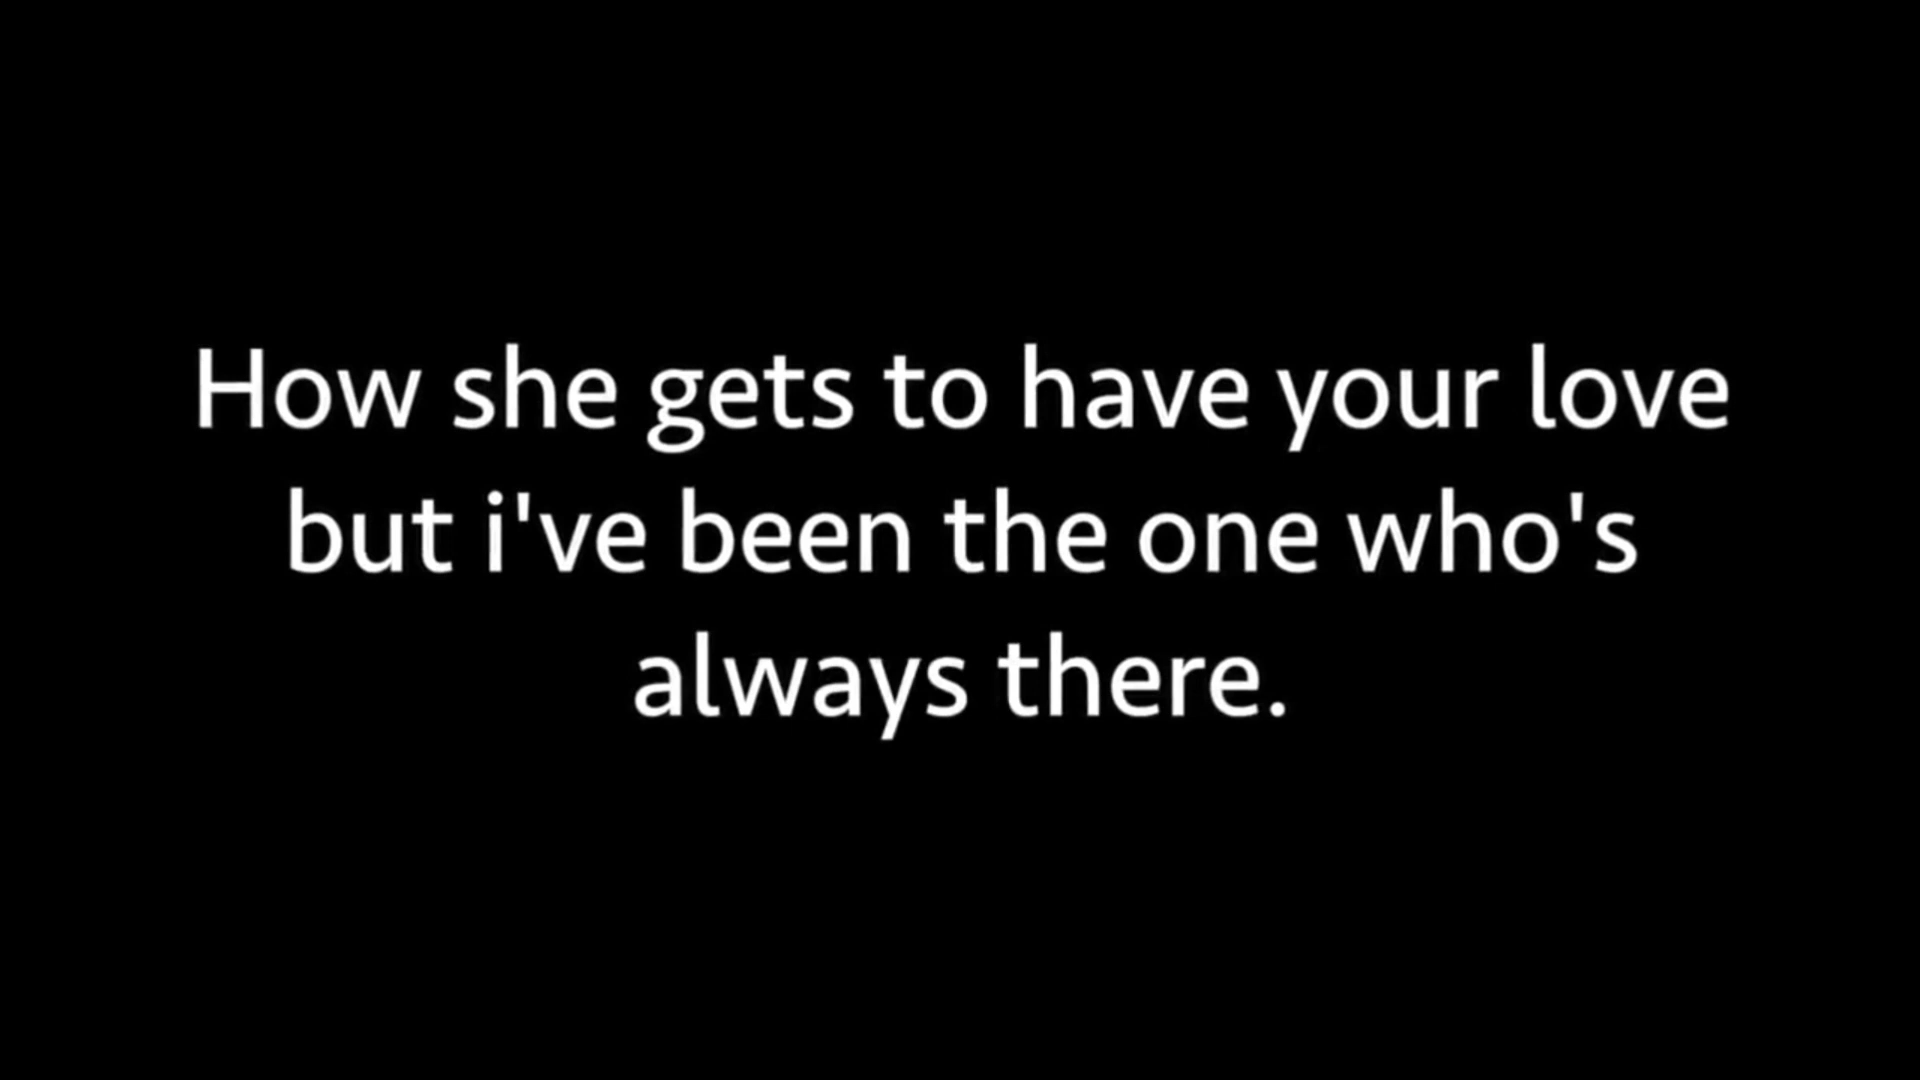 How she gets to have your love
but i've been the one who's
always there.